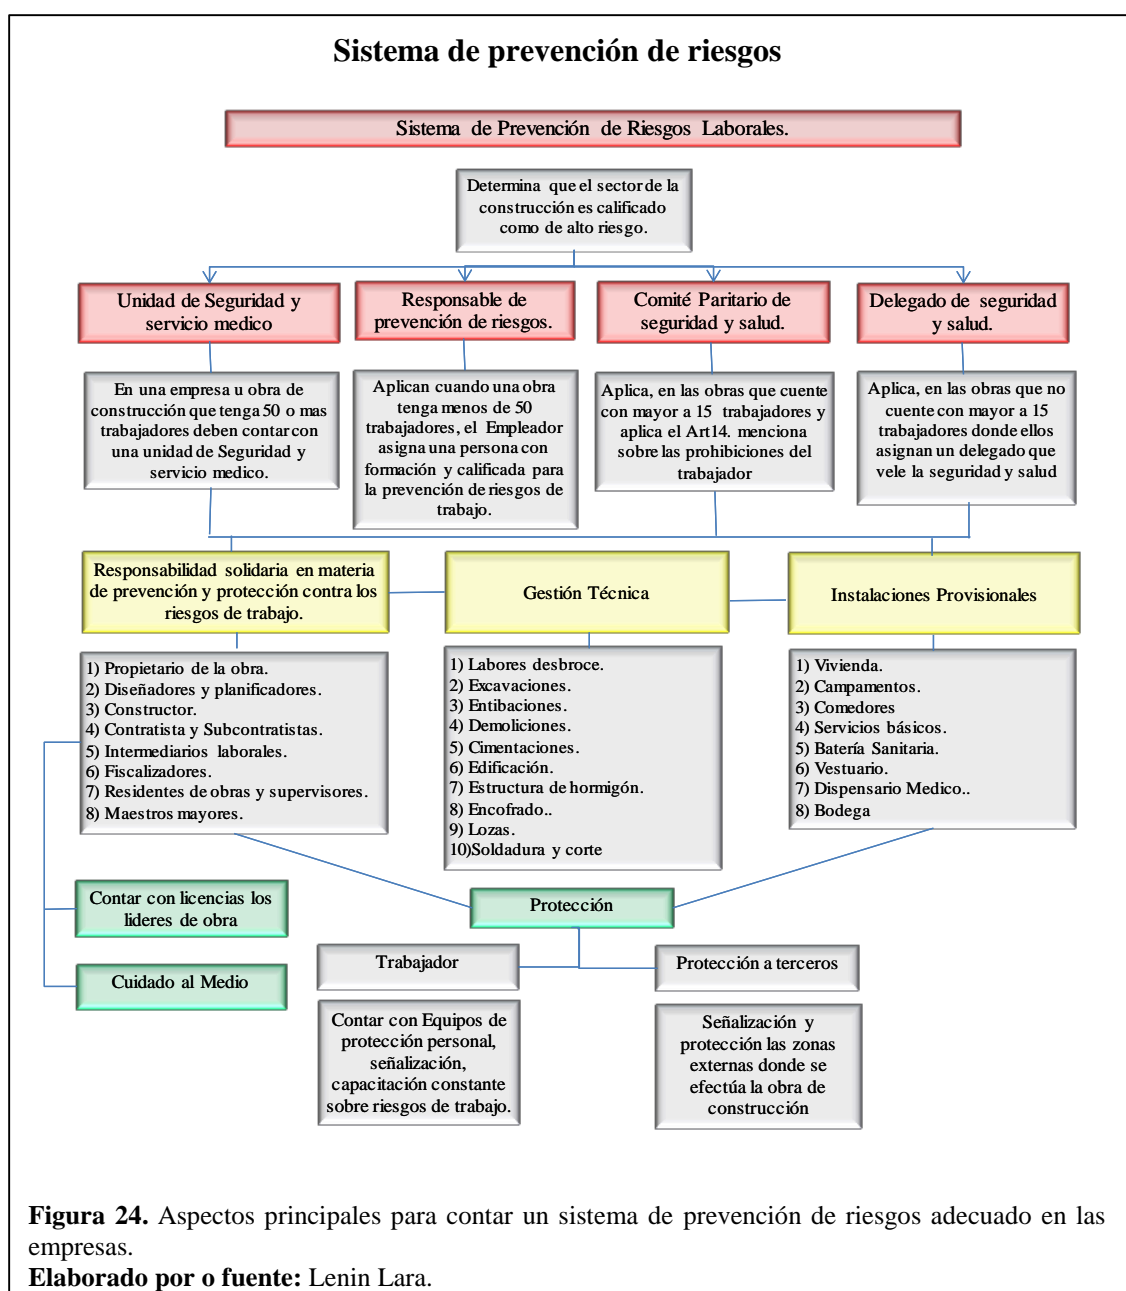 Sistema de prevención de riesgos
Sistema de Prevención de Riesgos Laborales.
Determina que el sector de la
construcción es calificado
como de alto riesgo.
Unidad de Seguridad y
servicio medico
Responsable de
prevención de riesgos.
Comité Paritario de
seguridad y salud.
Delegado de seguridad
y salud.
En una empresa u obra de
construcción que tenga 50 o mas
trabajadores deben contar con
una unidad de Seguridad y
servicio medico.
Aplican cuando una obra
tenga menos de 50
trabajadores, el Empleador
asigna una persona con
formación y calificada para
la prevención de riesgos de
trabajo.
Aplica, en las obras que cuente
con mayor a 15 trabajadores y
aplica el Art14. menciona
sobre las prohibiciones del
trabajador
Aplica, en las obras que no
cuente con mayor a 15
trabajadores donde ellos
asignan un delegado que
vele la seguridad y salud
Responsabilidad solidaria en materia
de prevención y protección contra los
riesgos de trabajo.
Gestión Técnica
Instalaciones Provisionales
1) Propietario de la obra.
2) Diseñadores y planificadores.
3) Constructor.
4) Contratista y Subcontratistas.
5) Intermediarios laborales.
6) Fiscalizadores.
7) Residentes de obras y supervisores.
8) Maestros mayores.
1) Labores desbroce.
2) Excavaciones.
3) Entibaciones.
4) Demoliciones.
5) Cimentaciones.
6) Edificación.
7) Estructura de hormigón.
8) Encofrado..
9) Lozas.
10)Soldadura y corte
1) Vivienda.
2) Campamentos.
3) Comedores
4) Servicios básicos.
5) Batería Sanitaria.
6) Vestuario.
7) Dispensario Medico..
8) Bodega
Contar con licencias los
lideres de obra
Cuidado al Medio
Protección
Trabajador
Protección a terceros
Contar con Equipos de
protección personal,
señalización,
capacitación constante
sobre riesgos de trabajo.
Señalización y
protección las zonas
externas donde se
efectúa la obra de
construcción
Figura 24. Aspectos principales para contar un sistema de prevención de riesgos adecuado en las
empresas.
Elaborado por o fuente: Lenin Lara.